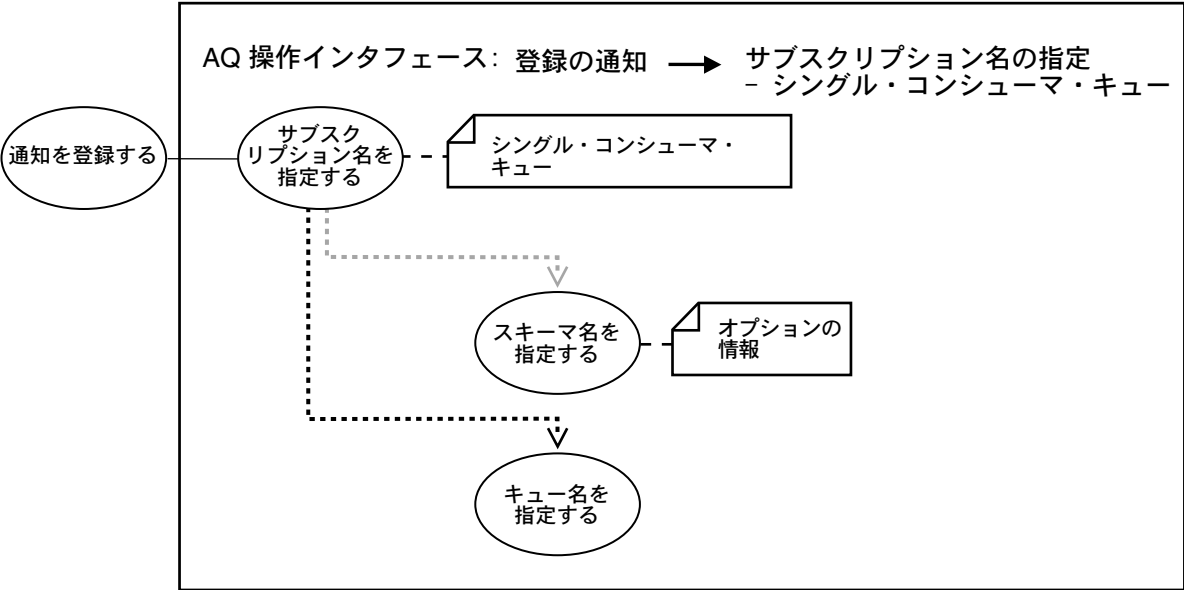 AQ 操作インタフェース: 登録の通知 → サブスクリプション名の指定
− シングル・コンシューマ・キュー
通知を登録する
サブスク
リプション名を
指定する
シングル・コンシューマ・
キュー
スキーマ名を
指定する
オプションの
情報
キュー名を
指定する